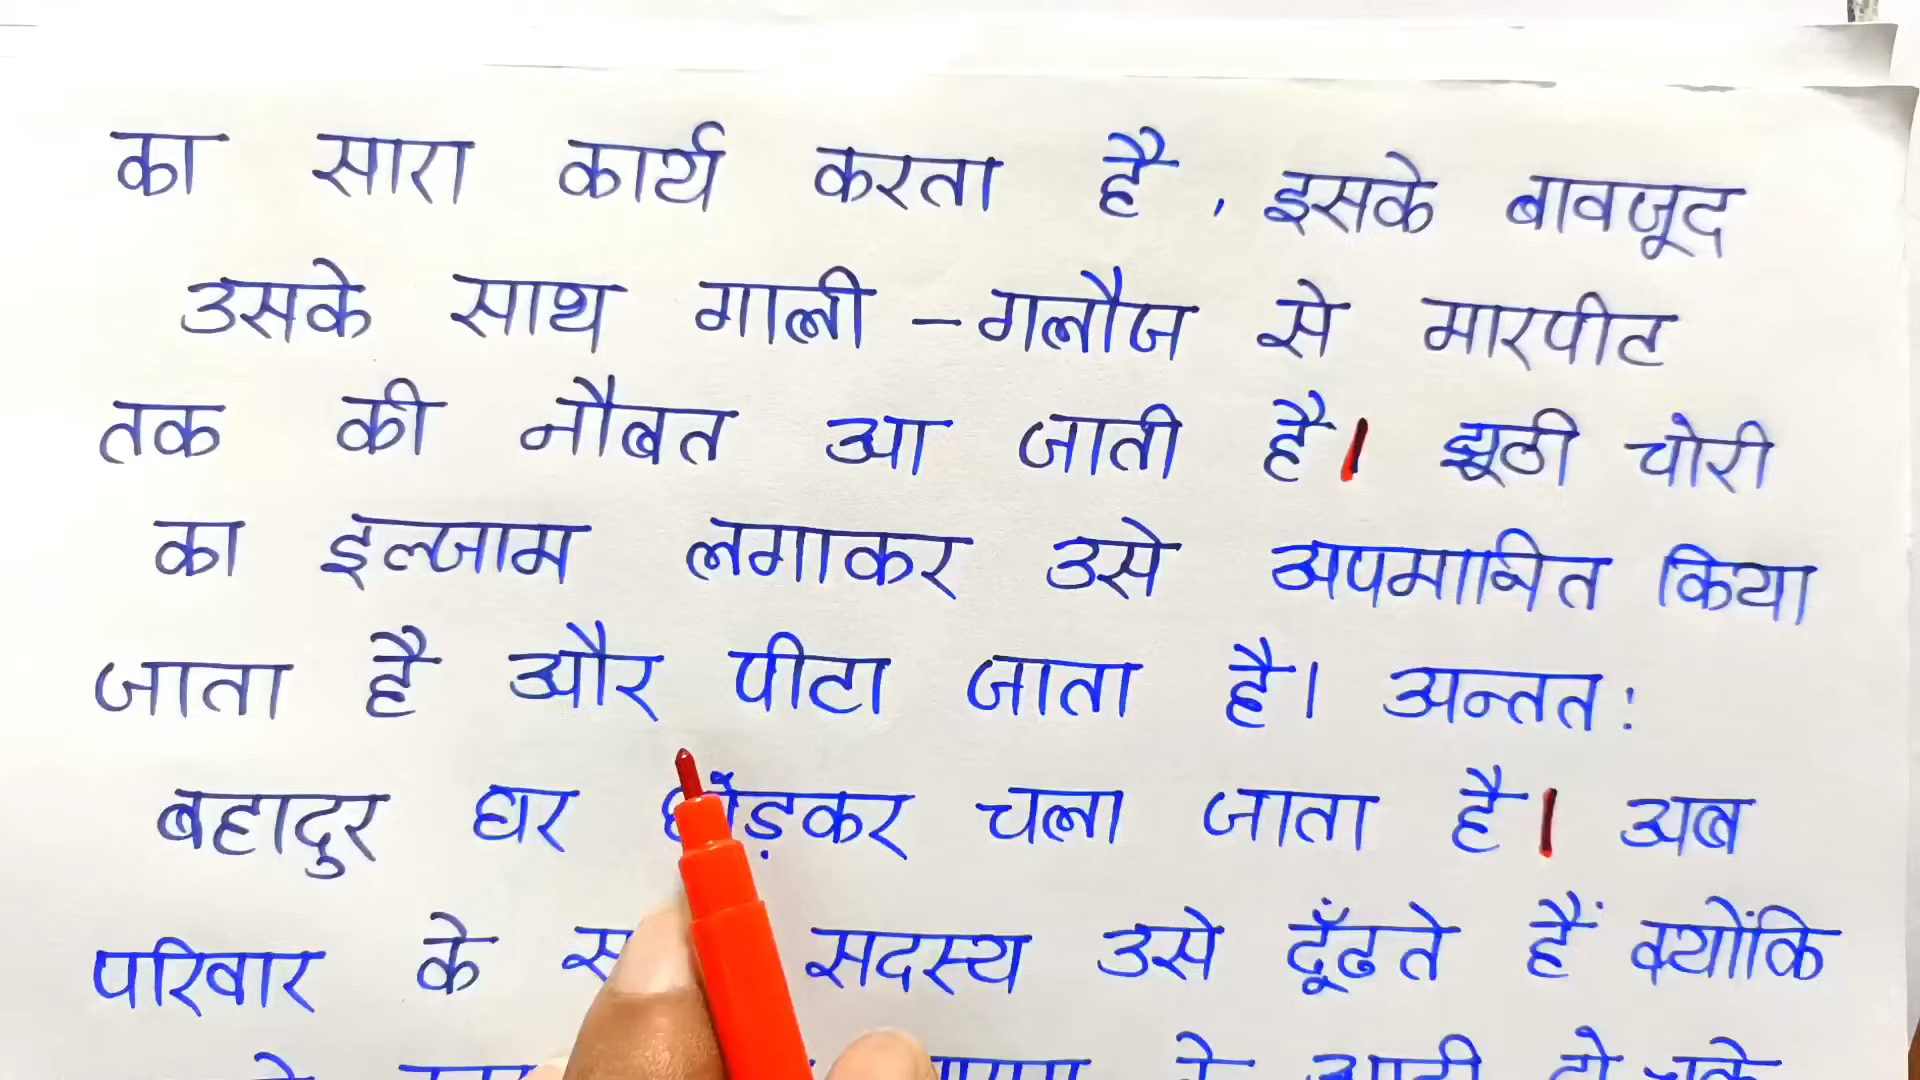 का सारा कार्य करता है , इसके बावजूद
उसके साथ गाली - गलौज से मारपीट
तक की नौबत आ जाती है। झूठी चोरी
का इल्जाम लगाकर उसे अपमानित किया
जाता है और पीटा जाता है। अन्ततः
बहादुर घर छोड़कर चला जाता है। अब
परिवार के सदस्य उसे ढूँढते हैं क्योंकि